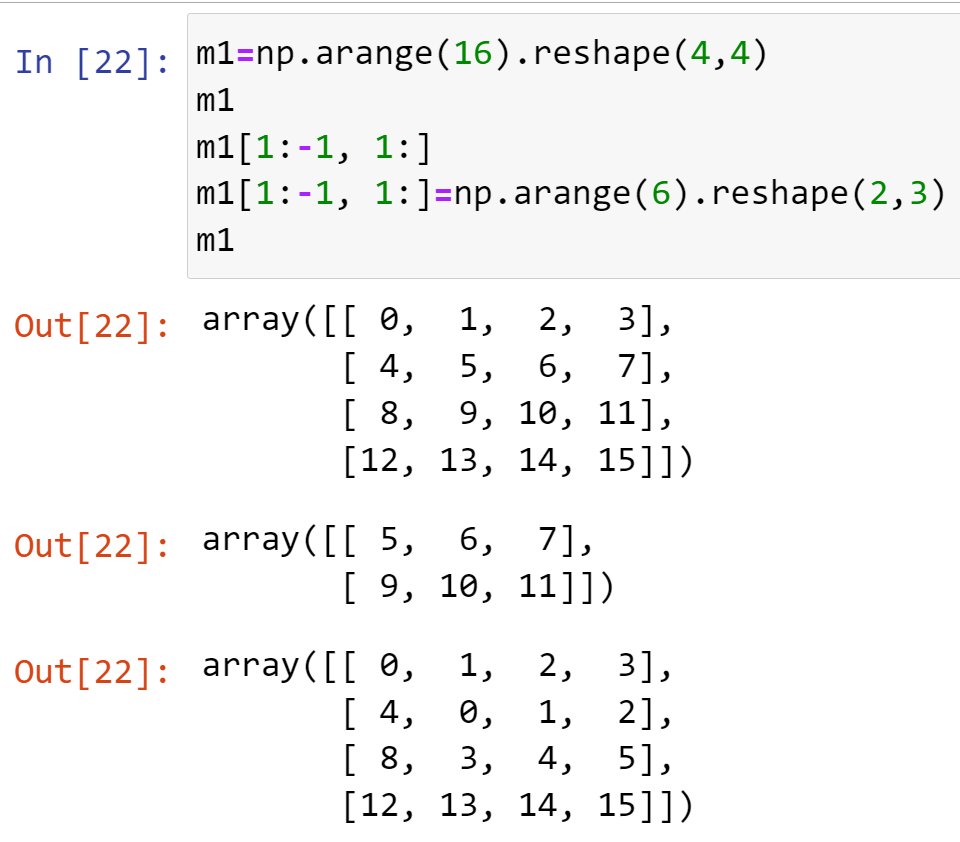 In [22]: m1=np.arange(16).reshape(4,4)
m1
m1[1:-1, 1:]
m1[1:-1, 1:]=np.arange(6).reshape(2,3)
m1
Out[22]: array([[ 0,  1,  2,  3],
[ 4,  5,  6,  7],
[ 8,  9, 10, 11],
[12, 13, 14, 15]])
Out[22]: array([[ 5,  6,  7],
[ 9, 10, 11]])
Out[22]: array([[ 0,  1,  2,  3],
[ 4,  0,  1,  2],
[ 8,  3,  4,  5],
[12, 13, 14, 15]])